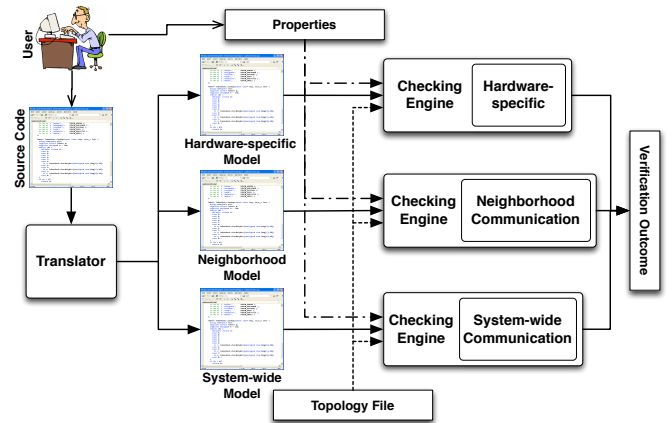 User
Properties
Source Code
Translator
Hardware-specific
Model
Neighborhood
Model
System-wide
Model
Checking
Engine
Hardware-
specific
Checking
Engine
Neighborhood
Communication
Checking
Engine
System-wide
Communication
Verification Outcome
Topology File